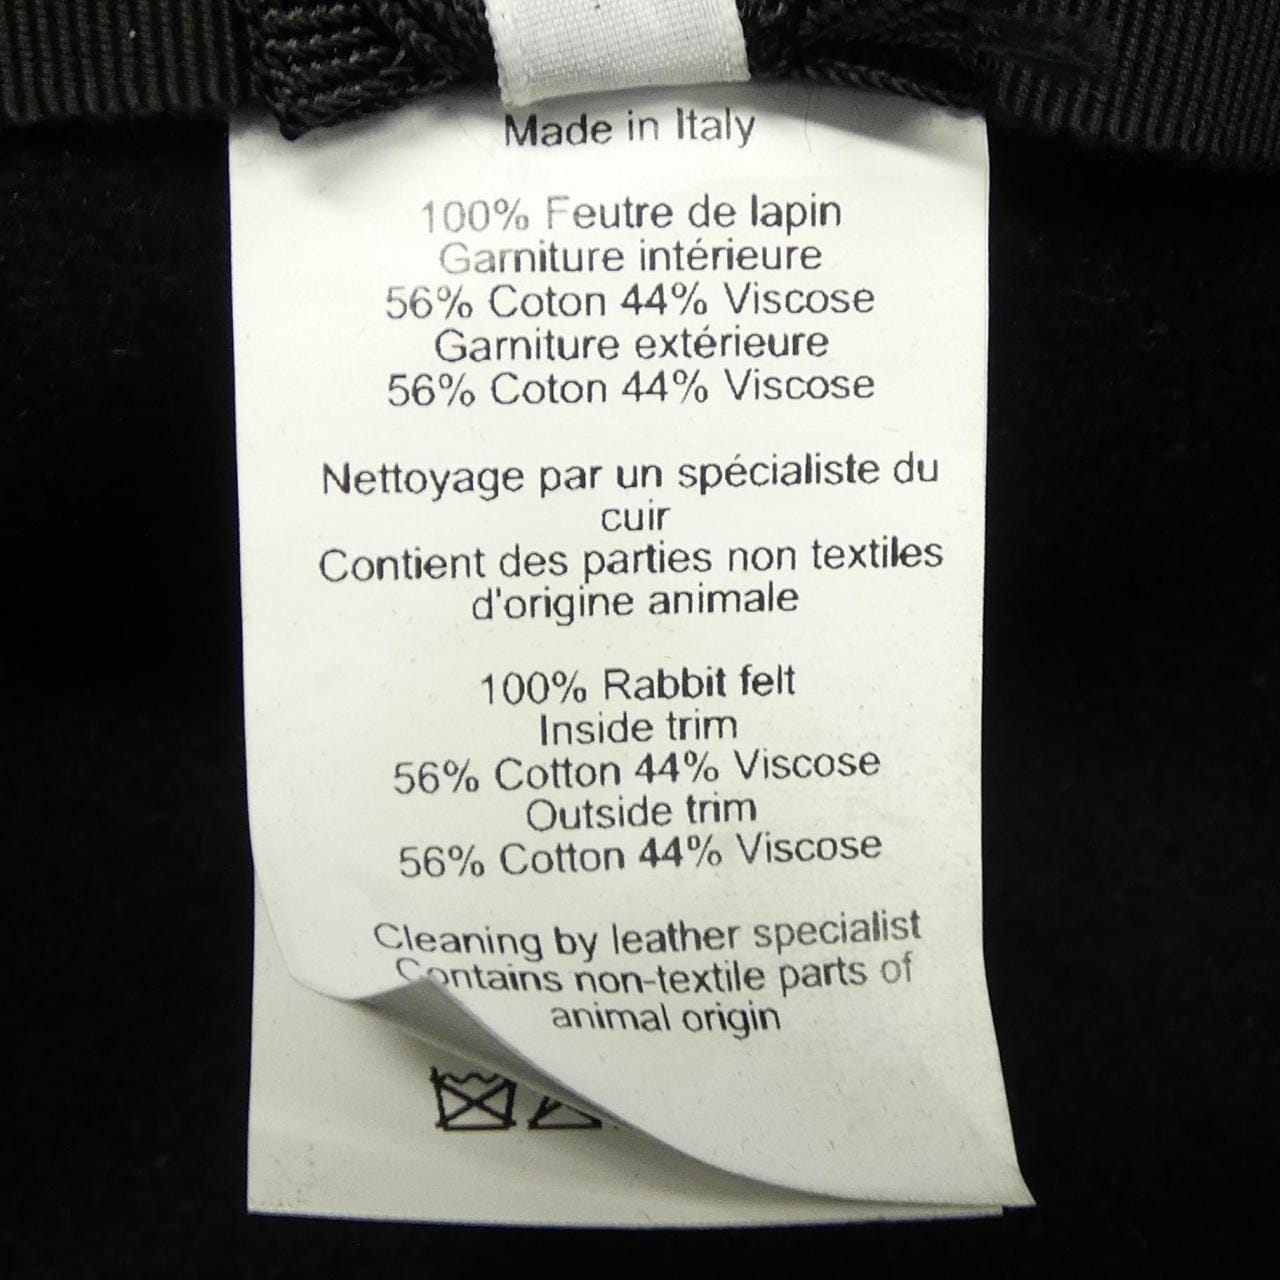 Made in Italy
100% Feutre de lapin
Garniture intérieure
56% Coton 44% Viscose
Garniture extérieure
56% Coton 44% Viscose
Nettoyage par un spécialiste du
cuir
Contient des parties non textiles
d'origine animale
100% Rabbit felt
Inside trim
56% Cotton 44% Viscose
Outside trim
56% Cotton 44% Viscose
Cleaning by leather specialist
Contains non-textile parts of
animal origin